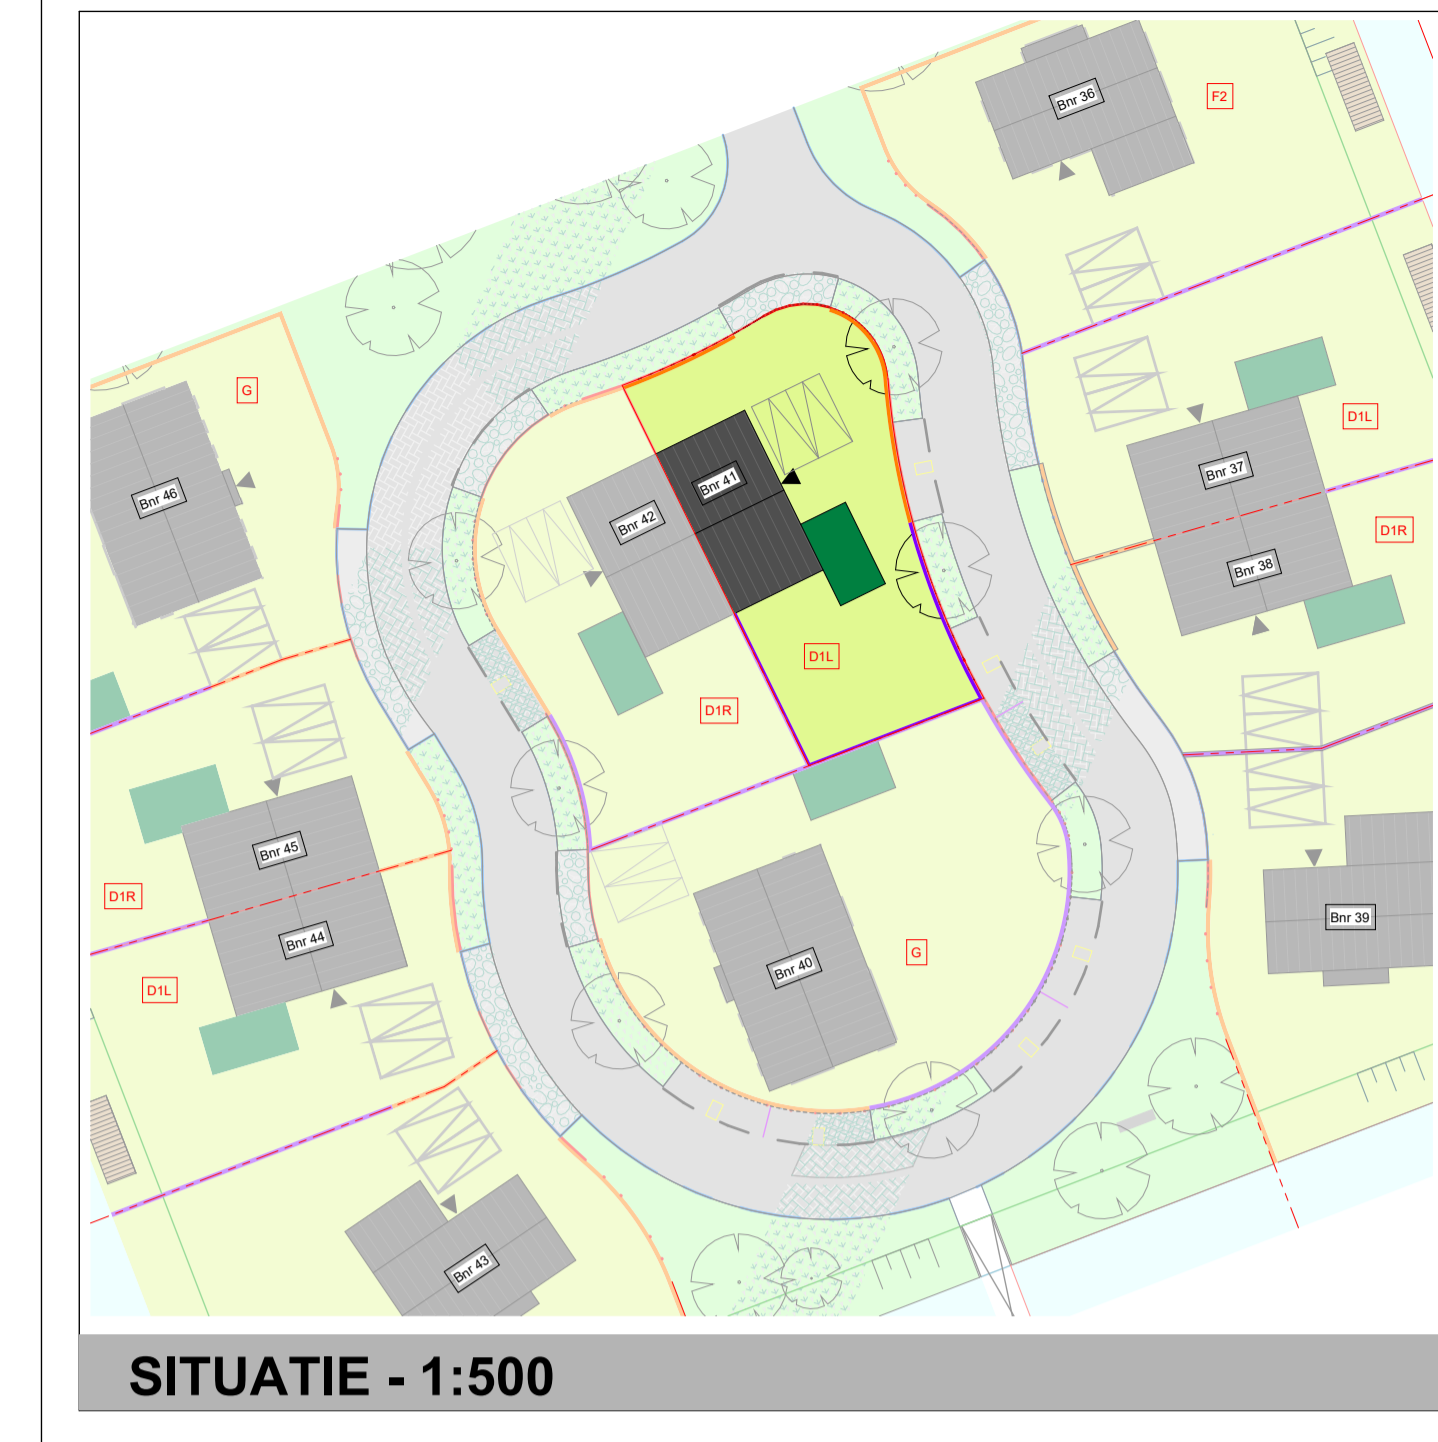 Bnr 36
F2
G
D1L
Bnr 37
Bnr 46
Bnr 41
Bnr 42
D1R
Bnr 38
D1L
D1R
Bnr 45
D1R
Bnr 44
Bnr 39
G
Bnr 40
D1L
Bnr 43
SITUATIE - 1:500